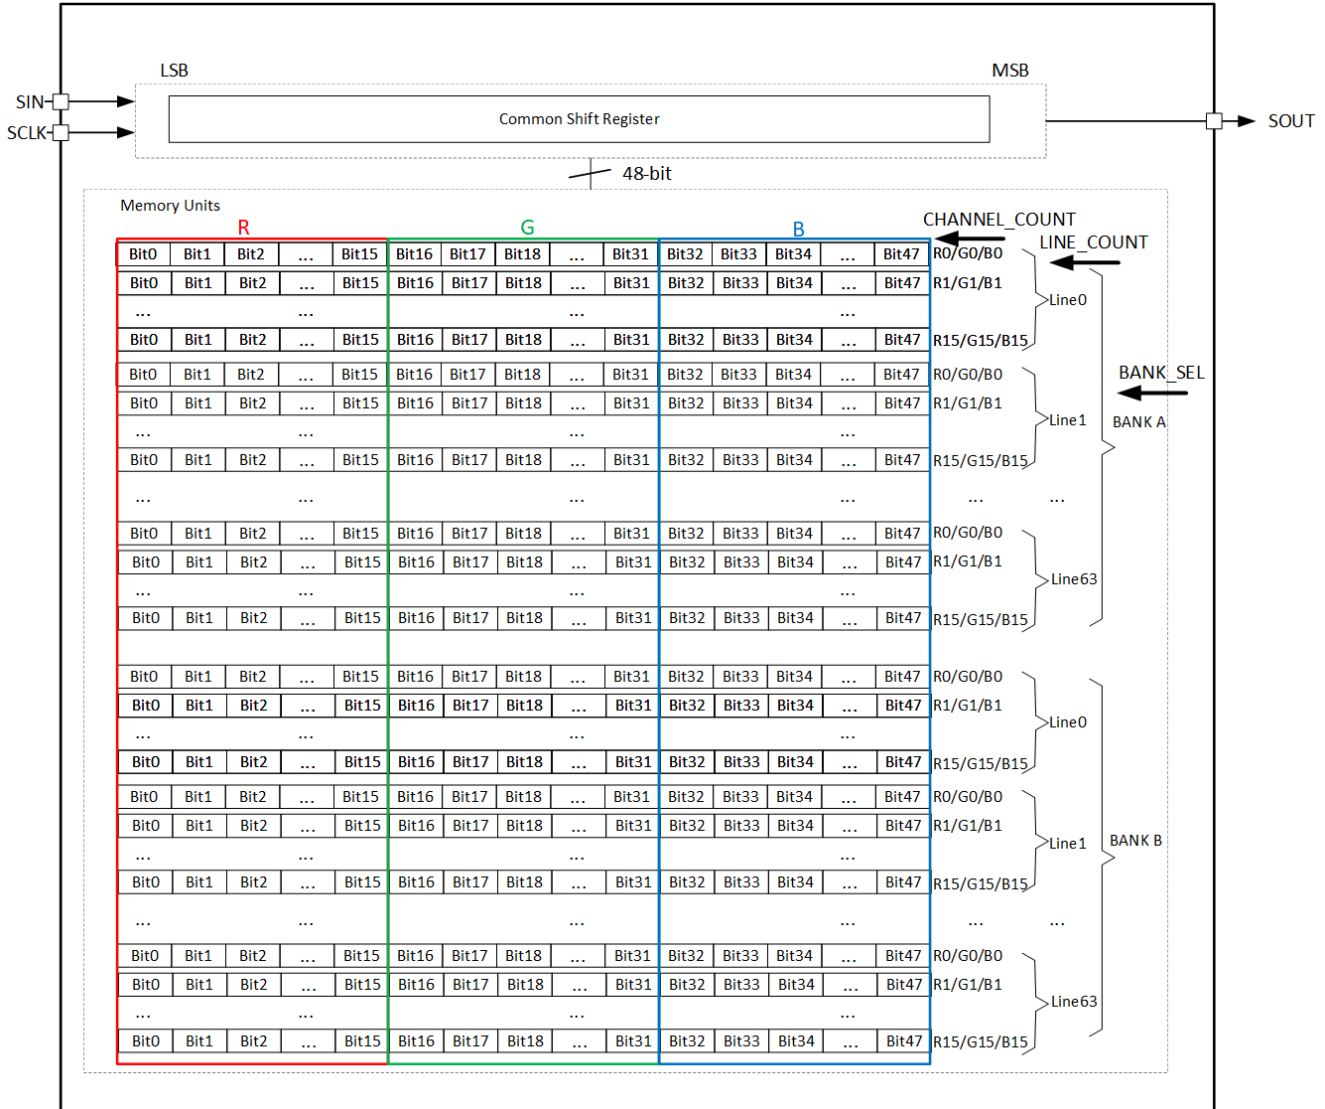 LSB MSB
SIN
Common Shift Register
SOUT
SCLK
48-bit
Memory Units
R G B CHANNEL_COUNT
LINE_COUNT
Bit0 Bit1 Bit2 ... Bit15 Bit16 Bit17 Bit18 ... Bit31 Bit32 Bit33 Bit34 ... Bit47 R0/G0/B0
Bit0 Bit1 Bit2 ... Bit15 Bit16 Bit17 Bit18 ... Bit31 Bit32 Bit33 Bit34 ... Bit47 R1/G1/B1
Line0
... ... ... ...
Bit0 Bit1 Bit2 ... Bit15 Bit16 Bit17 Bit18 ... Bit31 Bit32 Bit33 Bit34 ... Bit47 R15/G15/B15
Bit0 Bit1 Bit2 ... Bit15 Bit16 Bit17 Bit18 ... Bit31 Bit32 Bit33 Bit34 ... Bit47 R0/G0/B0 BANK_SEL
Bit0 Bit1 Bit2 ... Bit15 Bit16 Bit17 Bit18 ... Bit31 Bit32 Bit33 Bit34 ... Bit47 R1/G1/B1
Line1 BANK A
... ... ... ...
Bit0 Bit1 Bit2 ... Bit15 Bit16 Bit17 Bit18 ... Bit31 Bit32 Bit33 Bit34 ... Bit47 R15/G15/B15
... ... ... ... ... ...
Bit0 Bit1 Bit2 ... Bit15 Bit16 Bit17 Bit18 ... Bit31 Bit32 Bit33 Bit34 ... Bit47 R0/G0/B0
Bit0 Bit1 Bit2 ... Bit15 Bit16 Bit17 Bit18 ... Bit31 Bit32 Bit33 Bit34 ... Bit47 R1/G1/B1
Line63
... ... ... ...
Bit0 Bit1 Bit2 ... Bit15 Bit16 Bit17 Bit18 ... Bit31 Bit32 Bit33 Bit34 ... Bit47 R15/G15/B15
Bit0 Bit1 Bit2 ... Bit15 Bit16 Bit17 Bit18 ... Bit31 Bit32 Bit33 Bit34 ... Bit47 R0/G0/B0
Bit0 Bit1 Bit2 ... Bit15 Bit16 Bit17 Bit18 ... Bit31 Bit32 Bit33 Bit34 ... Bit47 R1/G1/B1
Line0
... ... ... ...
Bit0 Bit1 Bit2 ... Bit15 Bit16 Bit17 Bit18 ... Bit31 Bit32 Bit33 Bit34 ... Bit47 R15/G15/B15
Bit0 Bit1 Bit2 ... Bit15 Bit16 Bit17 Bit18 ... Bit31 Bit32 Bit33 Bit34 ... Bit47 R0/G0/B0
Bit0 Bit1 Bit2 ... Bit15 Bit16 Bit17 Bit18 ... Bit31 Bit32 Bit33 Bit34 ... Bit47 R1/G1/B1
Line1 BANK B
... ... ... ...
Bit0 Bit1 Bit2 ... Bit15 Bit16 Bit17 Bit18 ... Bit31 Bit32 Bit33 Bit34 ... Bit47 R15/G15/B15
... ... ... ... ... ...
Bit0 Bit1 Bit2 ... Bit15 Bit16 Bit17 Bit18 ... Bit31 Bit32 Bit33 Bit34 ... Bit47 R0/G0/B0
Bit0 Bit1 Bit2 ... Bit15 Bit16 Bit17 Bit18 ... Bit31 Bit32 Bit33 Bit34 ... Bit47 R1/G1/B1
Line63
... ... ... ...
Bit0 Bit1 Bit2 ... Bit15 Bit16 Bit17 Bit18 ... Bit31 Bit32 Bit33 Bit34 ... Bit47 R15/G15/B15